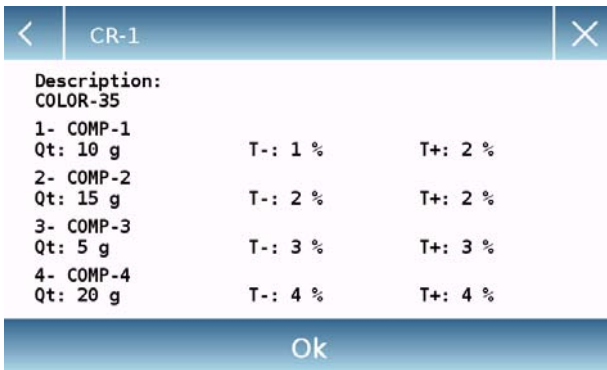 CR-1
Description:
COLOR-35
1- COMP-1
Qt: 10 g T-: 1 % T+: 2 %
2- COMP-2
Qt: 15 g T-: 2 % T+: 2 %
3- COMP-3
Qt: 5 g T-: 3 % T+: 3 %
4- COMP-4
Qt: 20 g T-: 4 % T+: 4 %
Ok